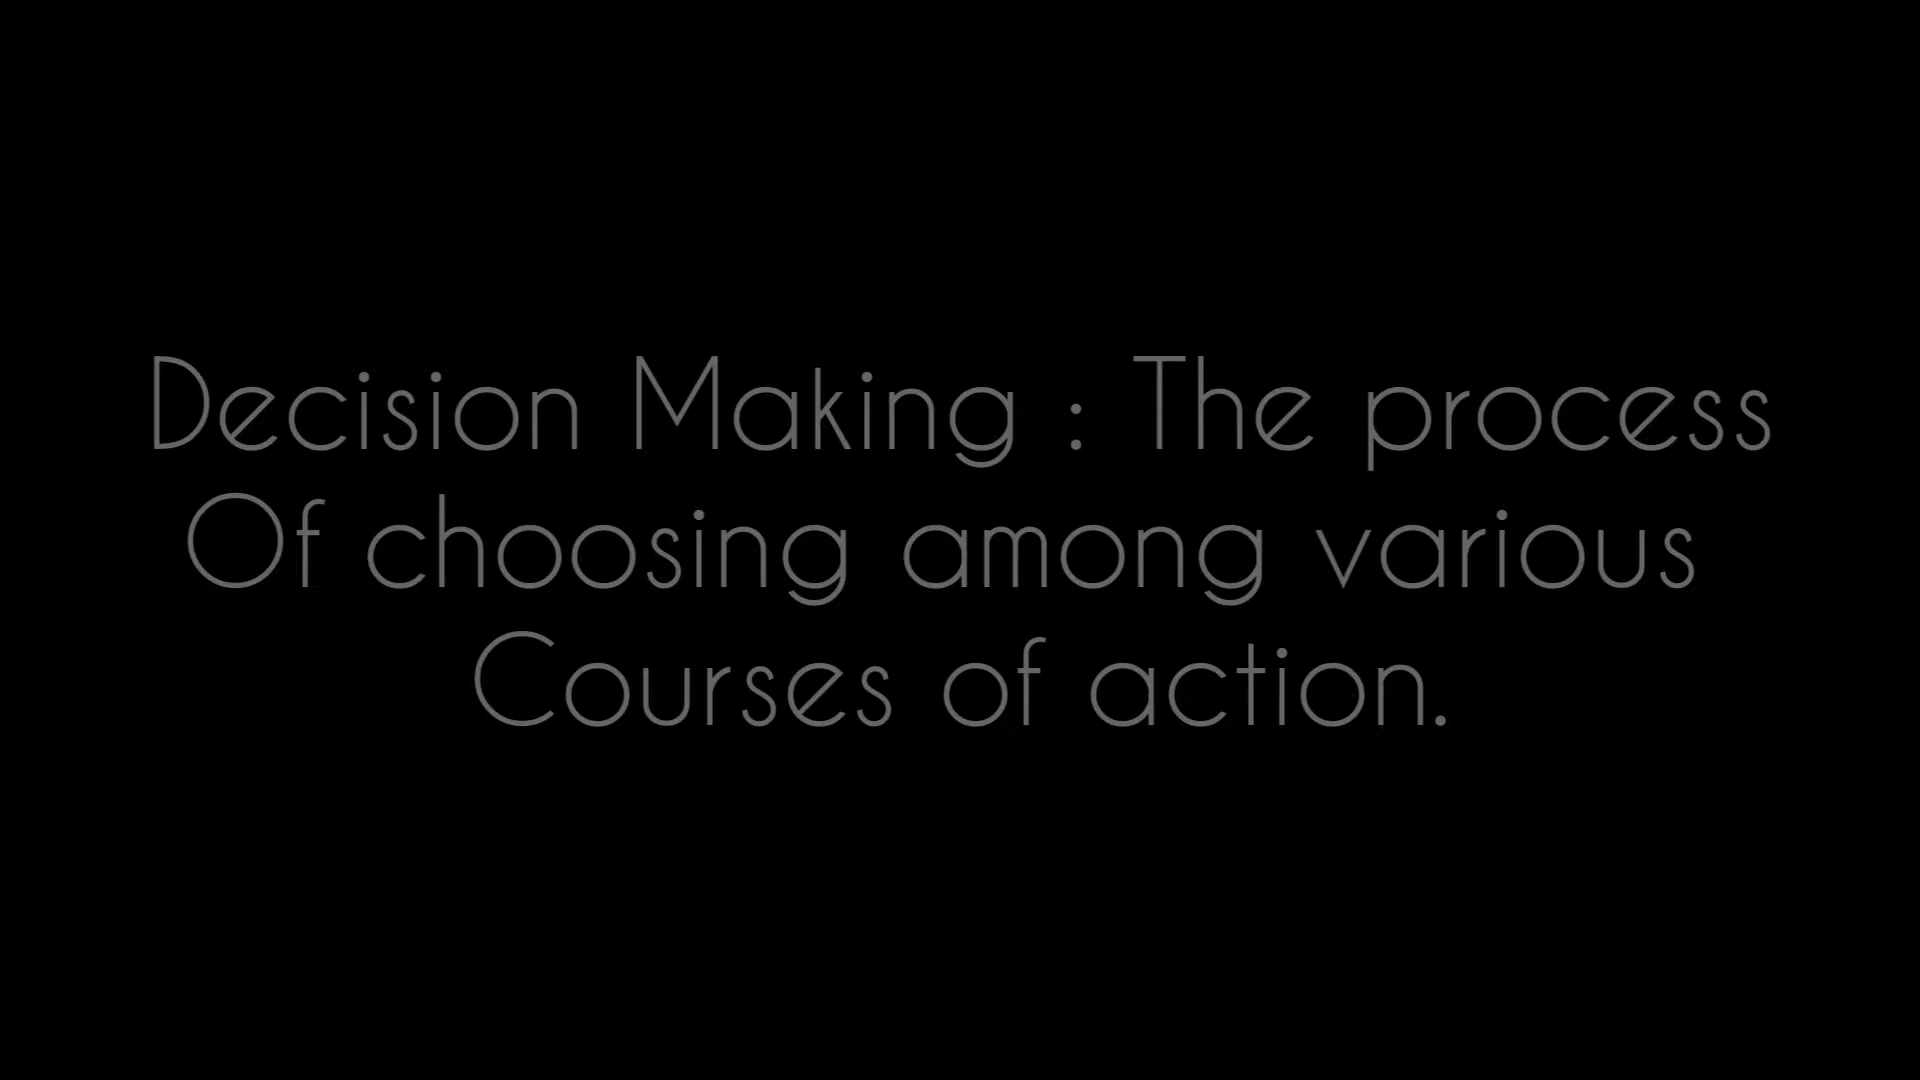 Decision Making : The process
Of choosing among various
Courses of action.